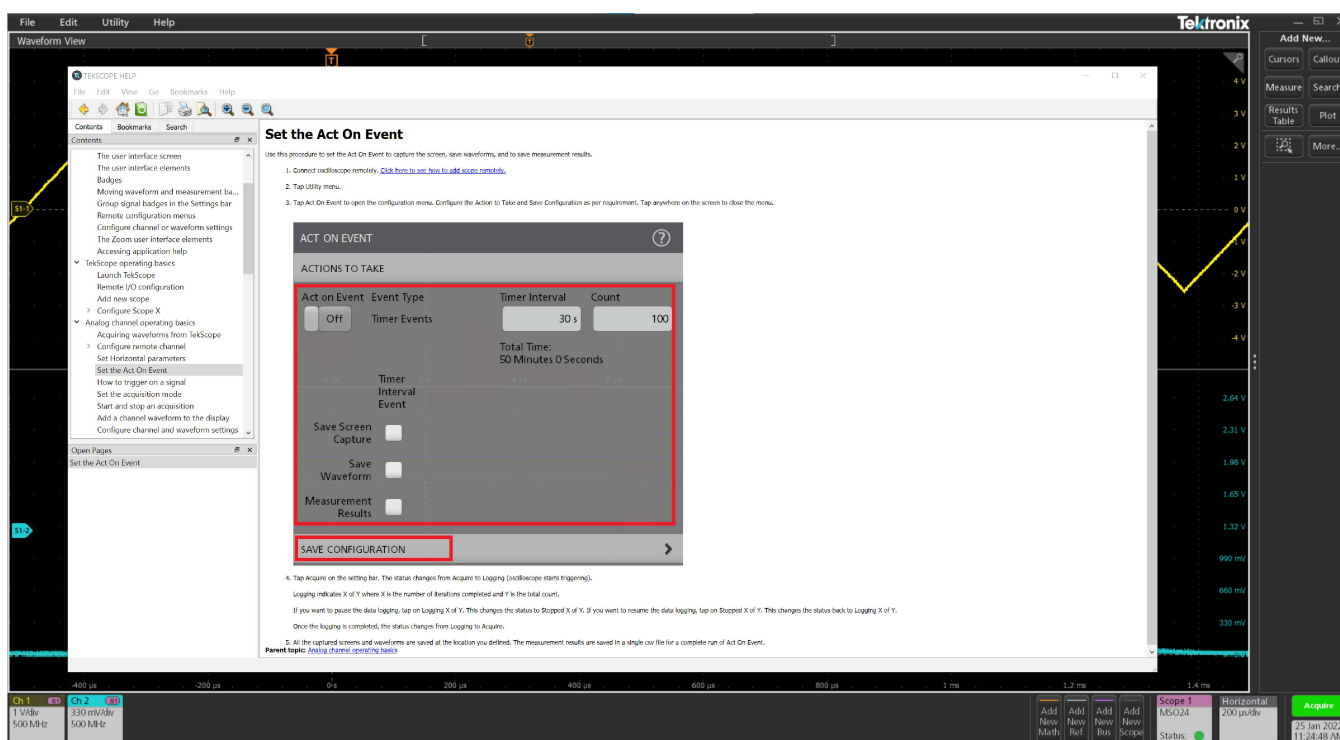 File Edit Utility Help
Tektronix
Waveform View
Add New...
Cursors
Measure
Search
Results Table
Plot
More..
TEKSCOPE HELP
File Edit View Go Bookmarks Help
Contents Bookmarks Search
Contents
The user interface screen
The user interface elements
Badges
Moving waveform and measurement ba...
Group signal badges in the Settings bar
Remote configuration menus
Configure channel or waveform settings
The Zoom user interface elements
Accessing application help
TekScope operating basics
Launch TekScope
Remote I/O configuration
Add new scope
Configure Scope X
Analog channel operating basics
Acquiring waveforms from TekScope
Configure remote channel
Set Horizontal parameters
Set the Act On Event
How to trigger on a signal
Set the acquisition mode
Start and stop an acquisition
Add a channel waveform to the display
Configure channel and waveform settings
Open Pages
Set the Act On Event
Set the Act On Event
Use this procedure to set the Act On Event to capture the screen, save waveforms, and to save measurement results.
1. Connect oscilloscope remotely. Click here to see how to add scope remotely.
2. Tap Utility menu.
3. Tap Act On Event to open the configuration menu. Configure the Action to Take and Save Configuration as per requirement. Tap anywhere on the screen to close the menu.
ACT ON EVENT
ACTIONS TO TAKE
Act on Event Event Type Timer Interval Count
Off Timer Events 30 s 100
Total Time:
50 Minutes 0 Seconds
Timer
Interval
Event
Save Screen
Capture
Save
Waveform
Measurement
Results
SAVE CONFIGURATION
4. Tap Acquire on the setting bar. The status changes from Acquire to Logging (oscilloscope starts triggering).
Logging indicates X of Y where X is the number of iterations completed and Y is the total count.
If you want to pause the data logging, tap on Logging X of Y. This changes the status to Stopped X of Y. If you want to resume the data logging, tap on Stopped X of Y. This changes the status back to Logging X of Y.
Once the logging is completed, the status changes from Logging to Acquire.
5. All the captured screens and waveforms are saved at the location you defined. The measurement results are saved in a single csv file for a complete run of Act On Event.
Parent topic: Analog channel operating basics
T
T
S1-1
S1-2
4 V
3 V
2 V
1 V
0 V
-2 V
-3 V
-4 V
2.64 V
2.31 V
1.98 V
1.65 V
1.32 V
990 mV
660 mV
330 mV
-400 µs -200 µs 0 s 200 µs 400 µs 600 µs 800 µs 1 ms 1.2 ms 1.4 ms
Ch 1 S1
1 V/div
500 MHz
Ch 2 S1
330 mV/div
500 MHz
Add New Math
Add New Ref
Add New Bus
Add New Scope
Scope 1
MSO24
Status:
Horizontal
200 µs/div
Acquire
25 Jan 2022
11:24:48 AM